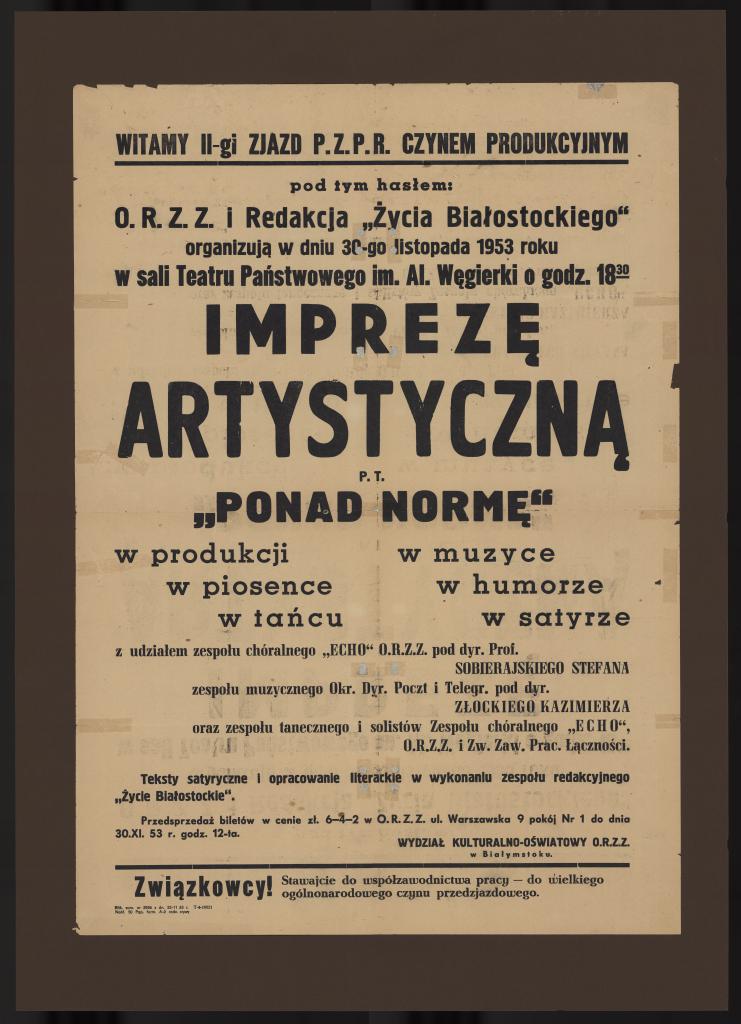 WITAMY II-gi ZJAZD P.Z.P.R. CZYNEM PRODUKCYJNYM
pod tym hasłem:
O.R.Z.Z. i Redakcja „Życia Białostockiego“
organizują w dniu 30-go listopada 1953 roku
w sali Teatru Państwowego im. Al. Węgierki o godz. 18³⁰
IMPREZĘ
ARTYSTYCZNĄ
P. T.
„PONAD NORMĘ“
w produkcji w muzyce
w piosence w humorze
w tańcu w satyrze
z udziałem zespołu chóralnego „ECHO“ O.R.Z.Z. pod dyr. Prof.
SOBIERAJSKIEGO STEFANA
zespołu muzycznego Okr. Dyr. Poczt i Telegr. pod dyr.
ZŁOCKIEGO KAZIMIERZA
oraz zespołu tanecznego i solistów Zespołu chóralnego „ECHO“,
O.R.Z.Z. i Zw. Zaw. Prac. Łączności.
Teksty satyryczne i opracowanie literackie w wykonaniu zespołu redakcyjnego
„Życie Białostockie“.
Przedsprzedaż biletów w cenie zł. 6—4—2 w O.R.Z.Z. ul. Warszawska 9 pokój Nr 1 do dnia
30.XI. 53 r. godz. 12-ta.
WYDZIAŁ KULTURALNO-OŚWIATOWY O.R.Z.Z.
w Białymstoku.
Związkowcy! Stawajcie do współzawodnictwa pracy — do wielkiego
ogólnonarodowego czynu przedzjazdowego.